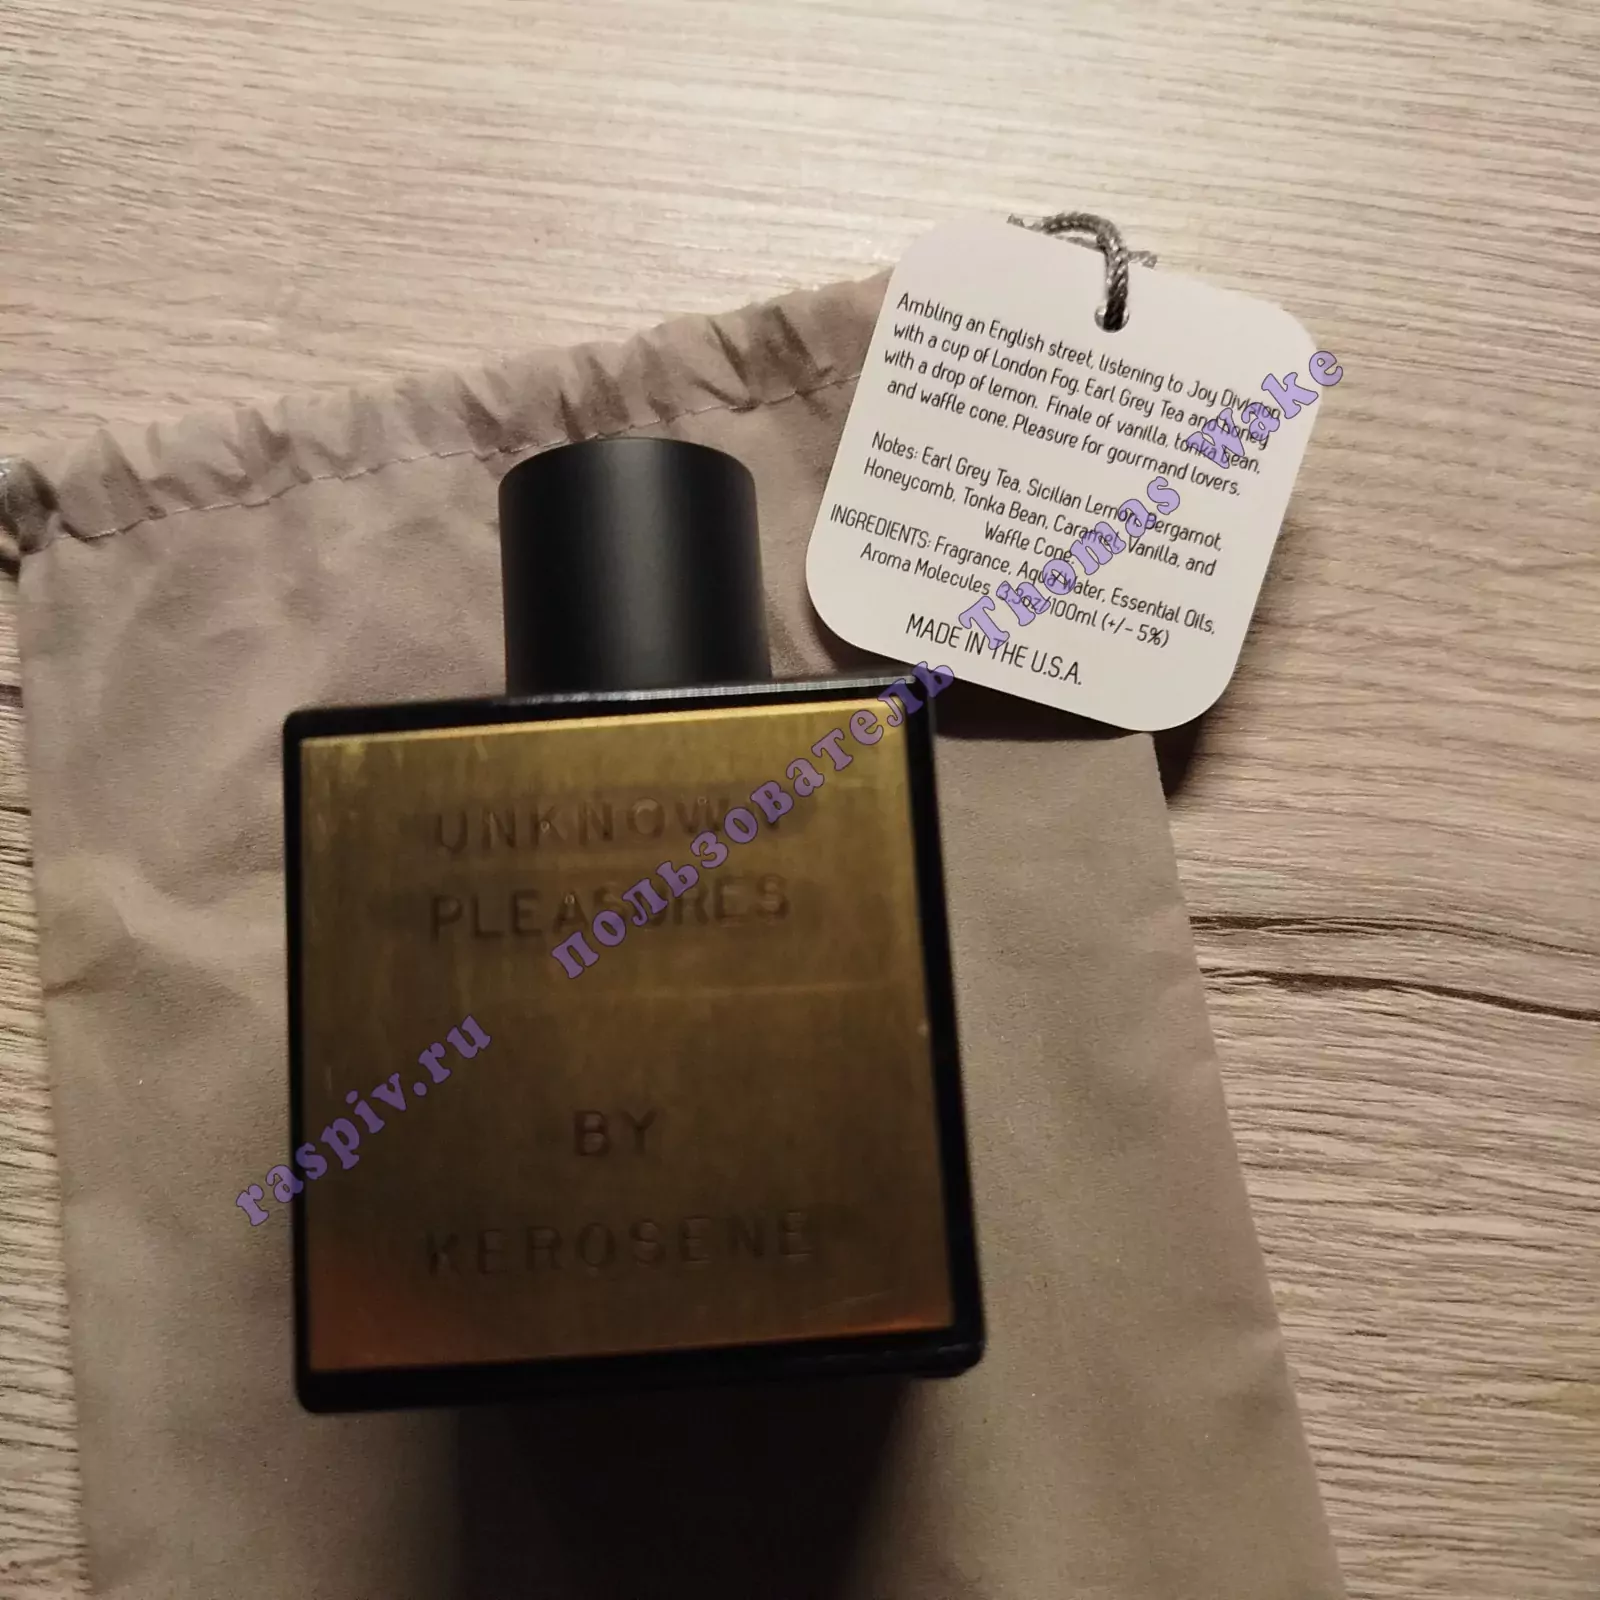 Ambling an English street, listening to Joy Division
with a cup of London Fog. Earl Grey Tea and honey
with a drop of lemon. Finale of vanilla, tonka bean,
and waffle cone. Pleasure for gourmand lovers.
Notes: Earl Grey Tea, Sicilian Lemon, Bergamot,
Honeycomb, Tonka Bean, Caramel, Vanilla, and
Waffle Cone.
INGREDIENTS: Fragrance, Aqua/Water, Essential Oils,
Aroma Molecules 3.3oz/100ml (+/- 5%)
MADE IN THE U.S.A.
UNKNOWN
PLEASURES
BY
KEROSENE
raspiv.ru пользователь Thomas Wake